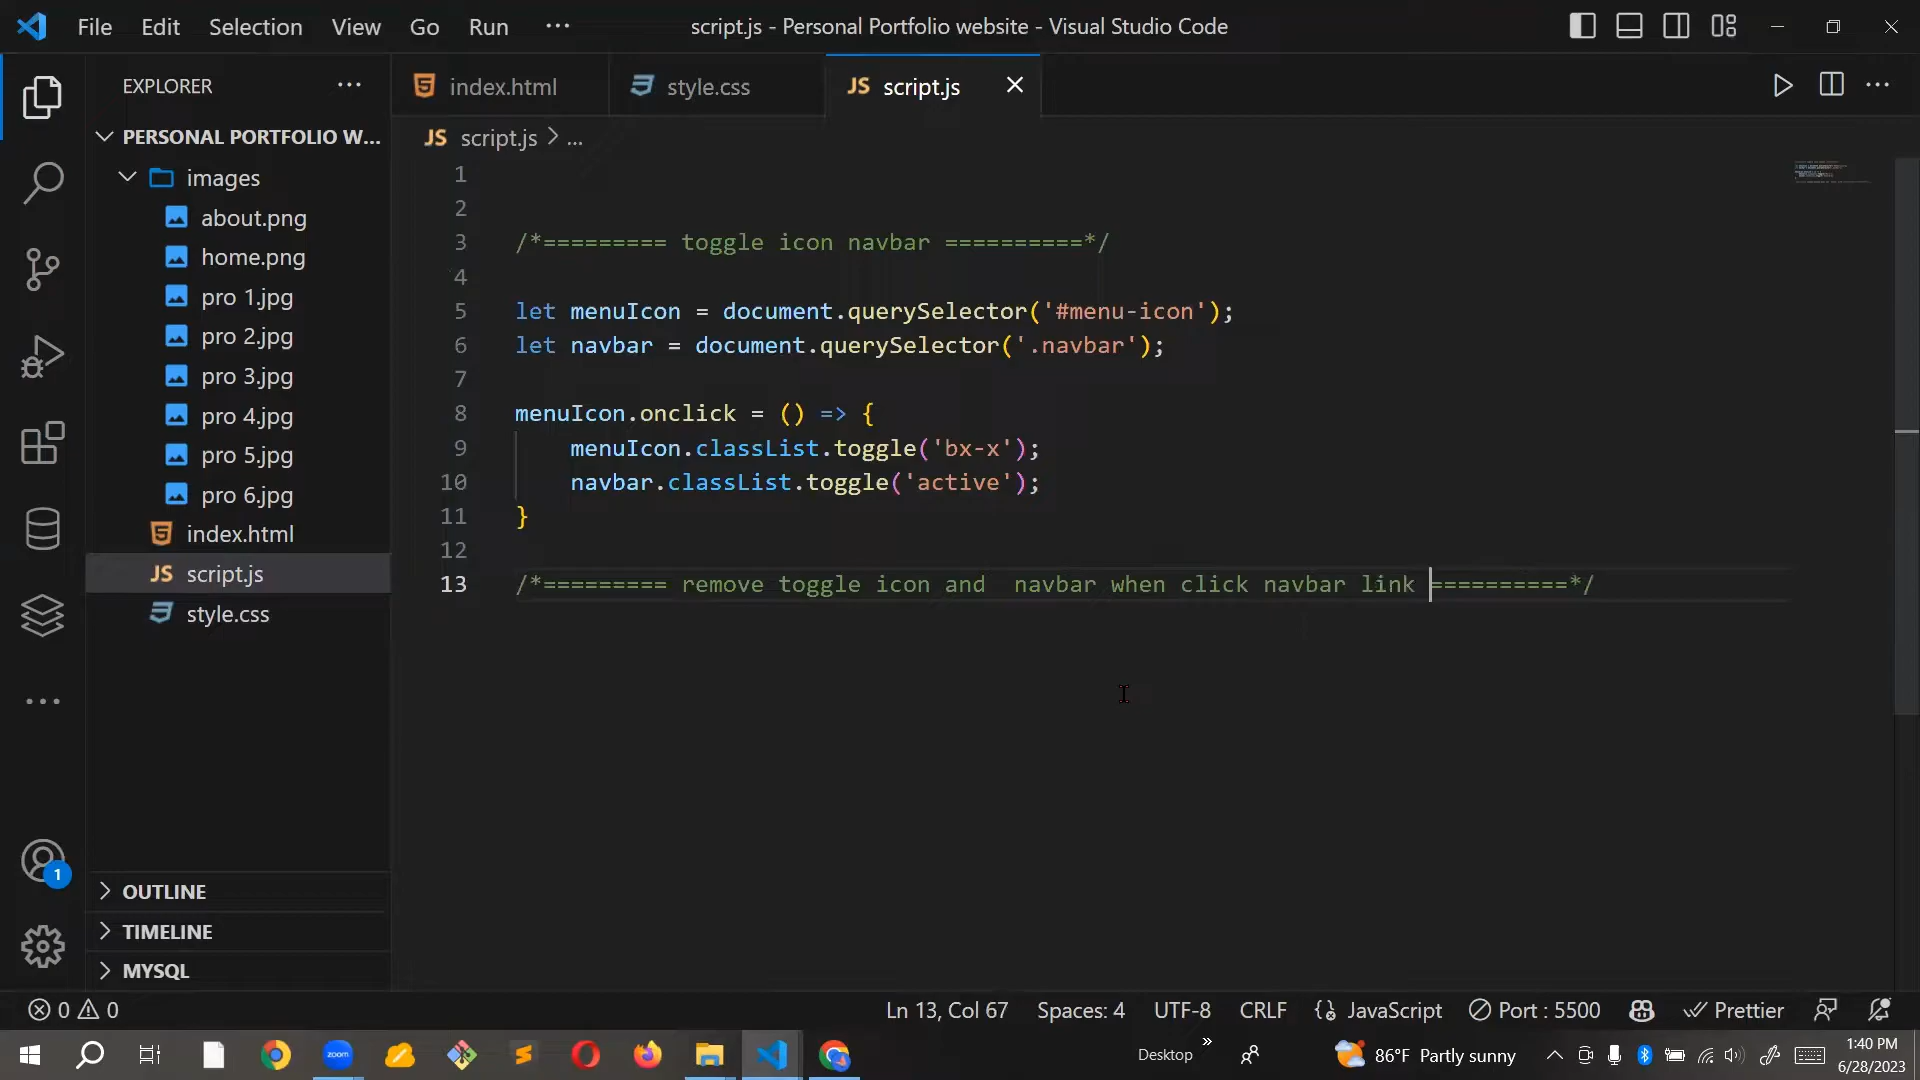 File Edit Selection View Go Run ···
script.js - Personal Portfolio website - Visual Studio Code
EXPLORER ···
index.html
style.css
JS script.js
PERSONAL PORTFOLIO W...
JS script.js > ...
images
about.png
home.png
pro 1.jpg
pro 2.jpg
pro 3.jpg
pro 4.jpg
pro 5.jpg
pro 6.jpg
index.html
JS script.js
style.css
1
2
3 /*========= toggle icon navbar ==========*/
4
5 let menuIcon = document.querySelector('#menu-icon');
6 let navbar = document.querySelector('.navbar');
7
8 menuIcon.onclick = () => {
9 menuIcon.classList.toggle('bx-x');
10 navbar.classList.toggle('active');
11 }
12
13 /*========= remove toggle icon and  navbar when click navbar link ==========*/
1
OUTLINE
TIMELINE
MYSQL
0 0
Ln 13, Col 67 Spaces: 4 UTF-8 CRLF {} JavaScript Port : 5500 Prettier
zoom
Desktop »
86°F Partly sunny
1:40 PM
6/28/2023